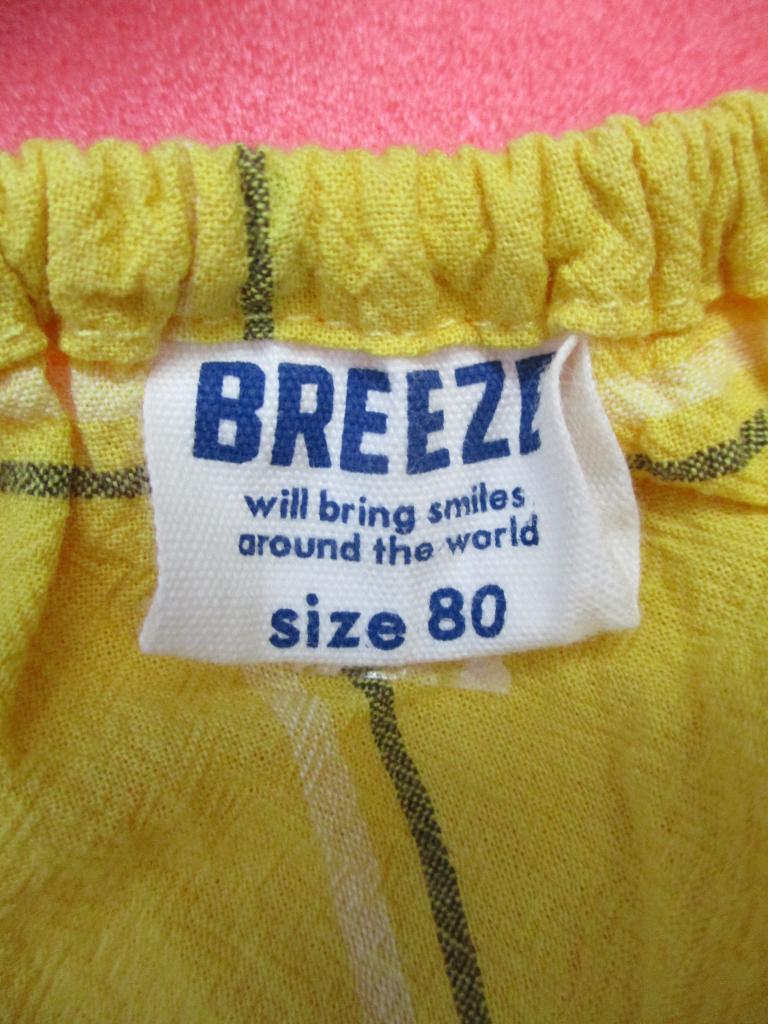 BREEZE
will bring smiles
around the world
size 80